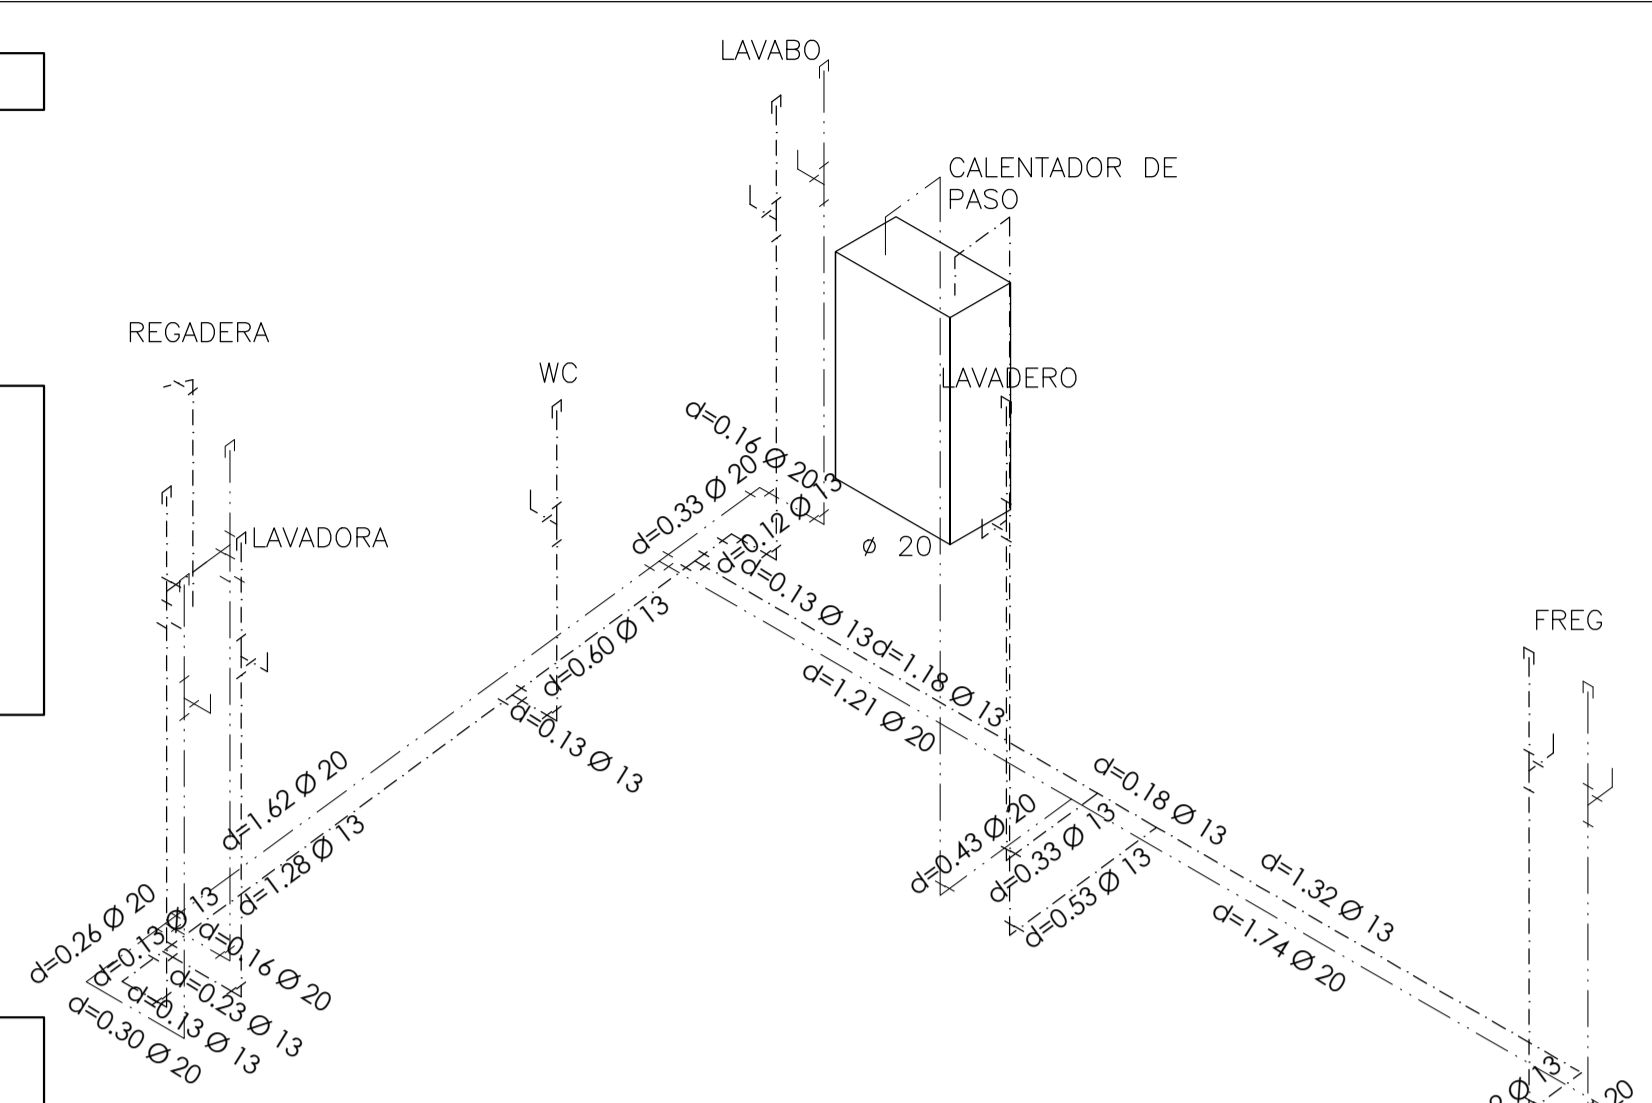 LAVABO
CALENTADOR DE
PASO
REGADERA
WC
LAVADERO
d=0.16 Ø 20
d=0.33 Ø 20
d=0.12 Ø 13
LAVADORA
ø 20
d=0.13 Ø 13
d=1.18 Ø 13
d=0.60 Ø 13
FREG
d=1.21 Ø 20
d=0.13 Ø 13
d=1.62 Ø 20
d=1.28 Ø 13
d=0.18 Ø 13
d=0.43 Ø 20
d=0.33 Ø 13
d=0.53 Ø 13
d=1.32 Ø 13
d=1.74 Ø 20
d=0.26 Ø 20
d=0.13 Ø 13
d=0.16 Ø 20
d=0.23 Ø 13
d=0.13 Ø 13
d=0.30 Ø 20
Ø 13
20